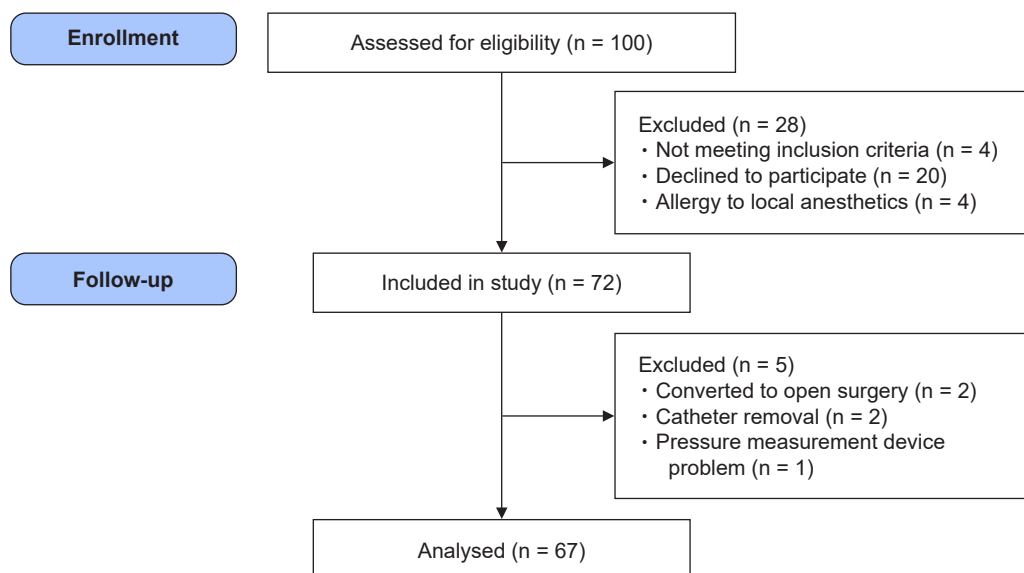 Enrollment
Assessed for eligibility (n = 100)
Excluded (n = 28)
・Not meeting inclusion criteria (n = 4)
・Declined to participate (n = 20)
・Allergy to local anesthetics (n = 4)
Follow-up
Included in study (n = 72)
Excluded (n = 5)
・Converted to open surgery (n = 2)
・Catheter removal (n = 2)
・Pressure measurement device
problem (n = 1)
Analysed (n = 67)